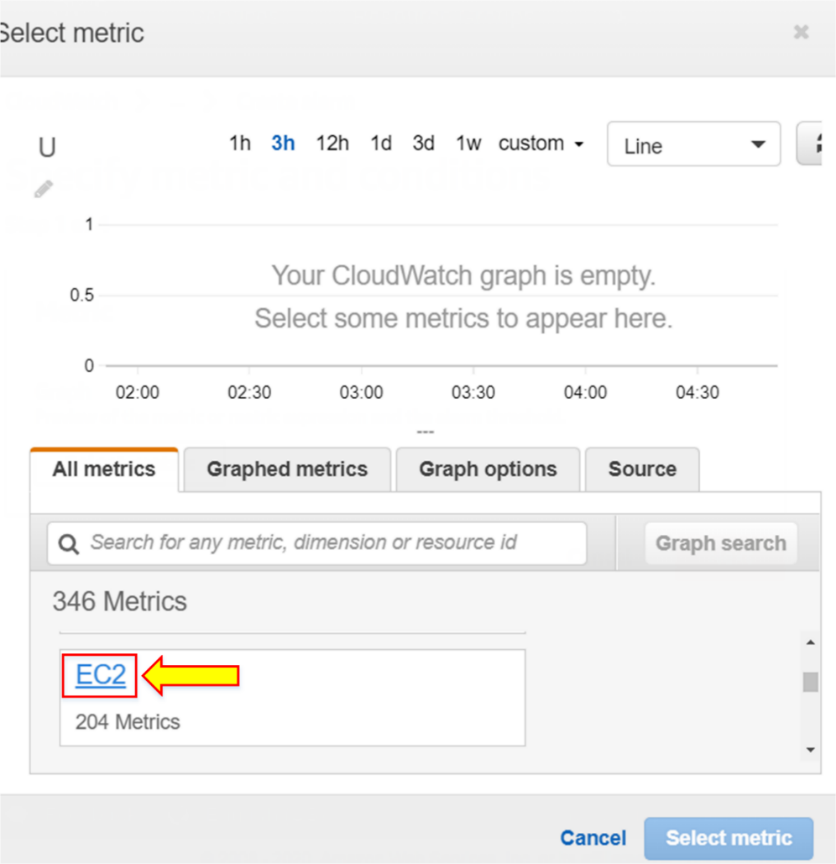 Select metric
U
1h 3h 12h 1d 3d 1w custom
Line
1
Your CloudWatch graph is empty.
0.5
Select some metrics to appear here.
0
02:00 02:30 03:00 03:30 04:00 04:30
All metrics Graphed metrics Graph options Source
Search for any metric, dimension or resource id Graph search
346 Metrics
EC2
204 Metrics
Cancel Select metric